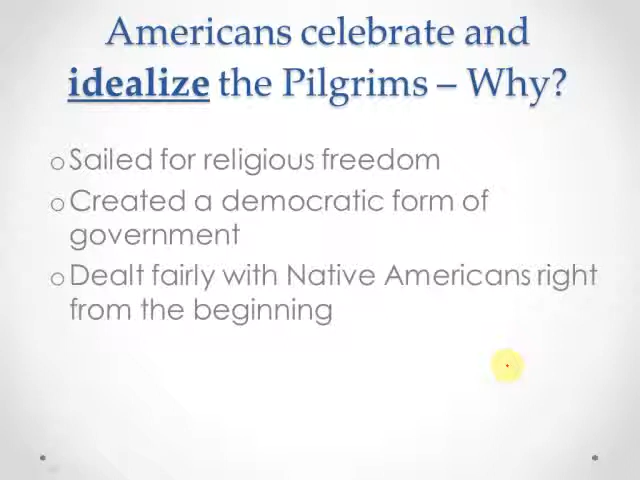 Americans celebrate and
idealize the Pilgrims – Why?
o Sailed for religious freedom
o Created a democratic form of
government
o Dealt fairly with Native Americans right
from the beginning